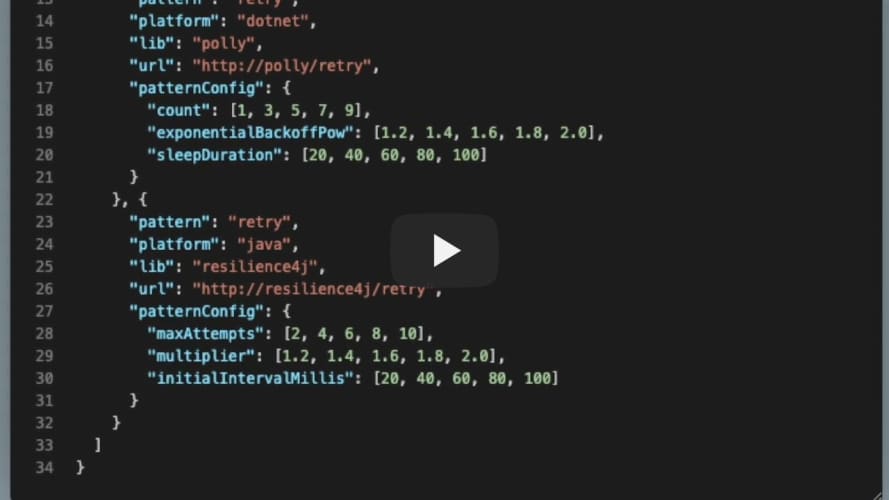 13 "pattern": "retry",
14 "platform": "dotnet",
15 "lib": "polly",
16 "url": "http://polly/retry",
17 "patternConfig": {
18 "count": [1, 3, 5, 7, 9],
19 "exponentialBackoffPow": [1.2, 1.4, 1.6, 1.8, 2.0],
20 "sleepDuration": [20, 40, 60, 80, 100]
21 }
22 }, {
23 "pattern": "retry",
24 "platform": "java",
25 "lib": "resilience4j",
26 "url": "http://resilience4j/retry",
27 "patternConfig": {
28 "maxAttempts": [2, 4, 6, 8, 10],
29 "multiplier": [1.2, 1.4, 1.6, 1.8, 2.0],
30 "initialIntervalMillis": [20, 40, 60, 80, 100]
31 }
32 }
33 ]
34 }